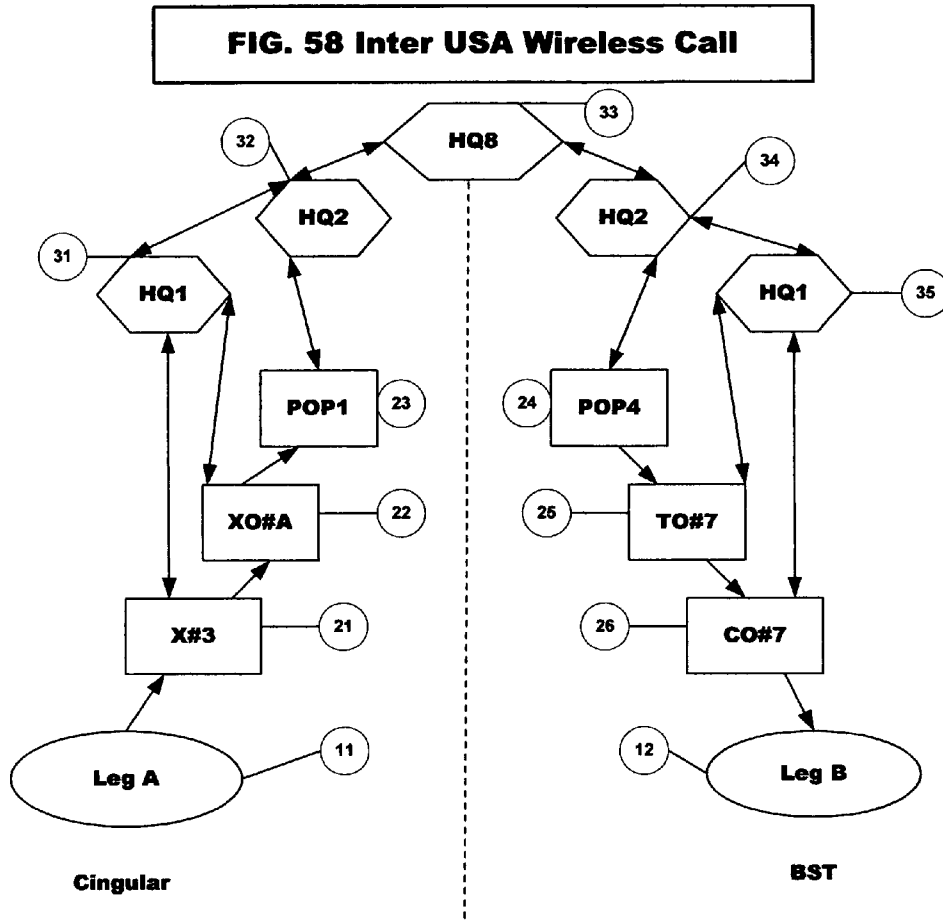 FIG. 58 Inter USA Wireless Call
33
HQ8
32
34
HQ2
HQ2
31
HQ1
HQ1
35
POP1
23
24
POP4
XO#A
22
25
TO#7
X#3
21
26
CO#7
Leg A
11
12
Leg B
Cingular
BST